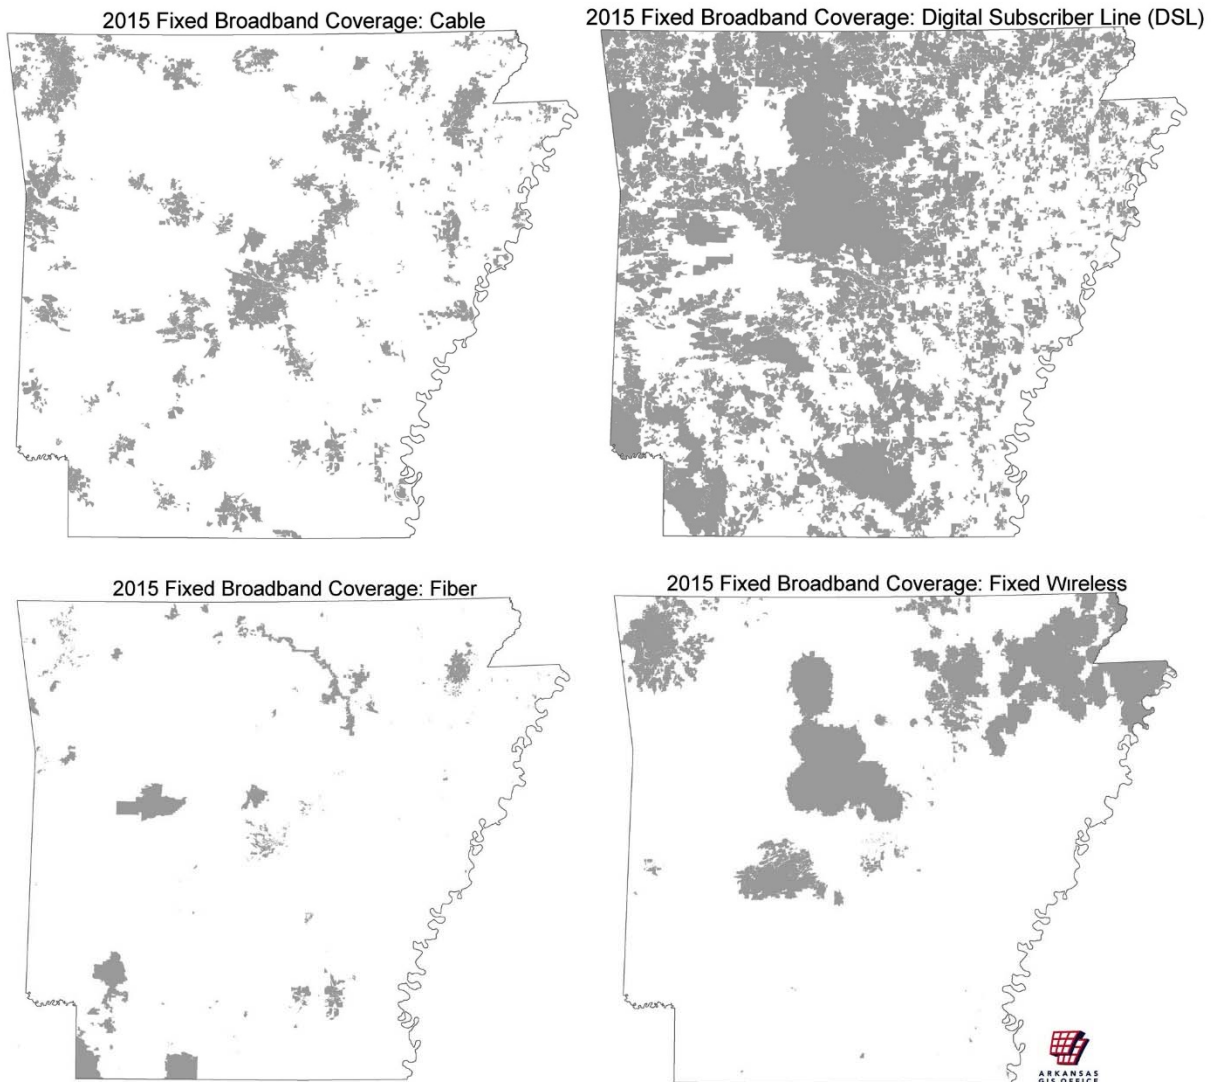 2015 Fixed Broadband Coverage: Cable
2015 Fixed Broadband Coverage: Digital Subscriber Line (DSL)
2015 Fixed Broadband Coverage: Fiber
2015 Fixed Broadband Coverage: Fixed Wireless
ARKANSAS
GIS OFFICE